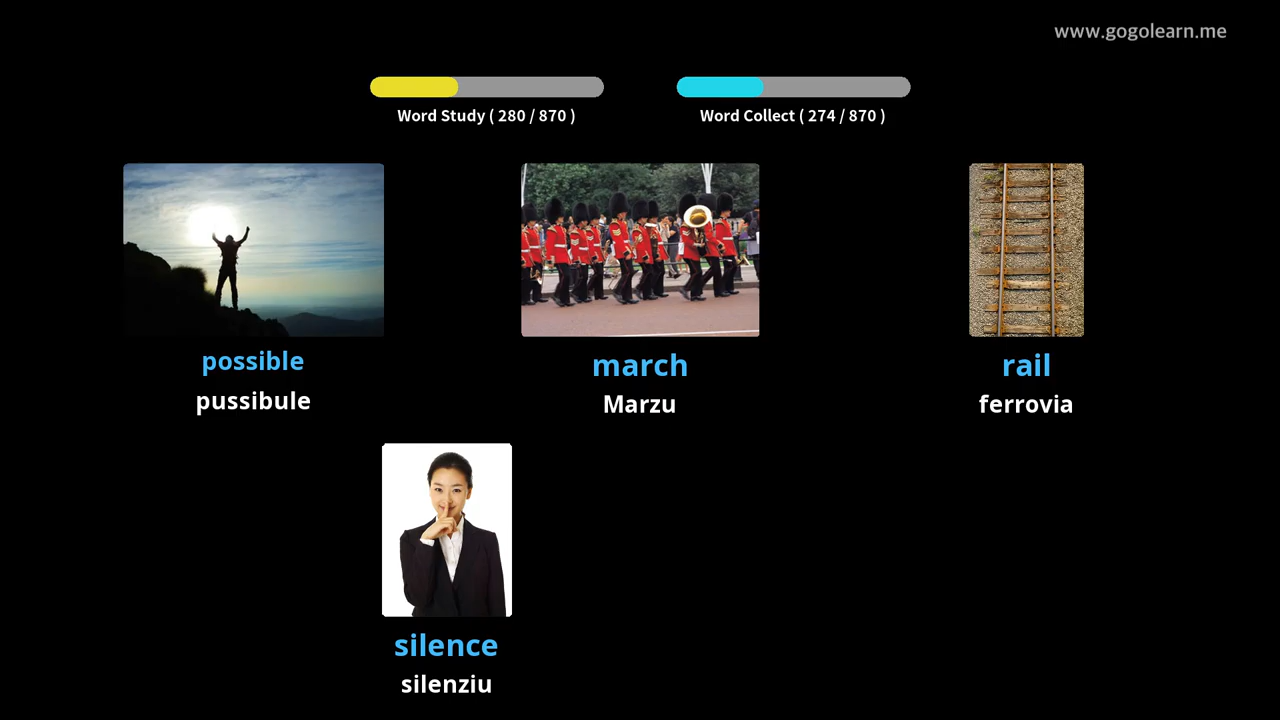 www.gogolearn.me
Word Study ( 280 / 870 )
Word Collect ( 274 / 870 )
possible
pussibule
march
Marzu
rail
ferrovia
silence
silenziu